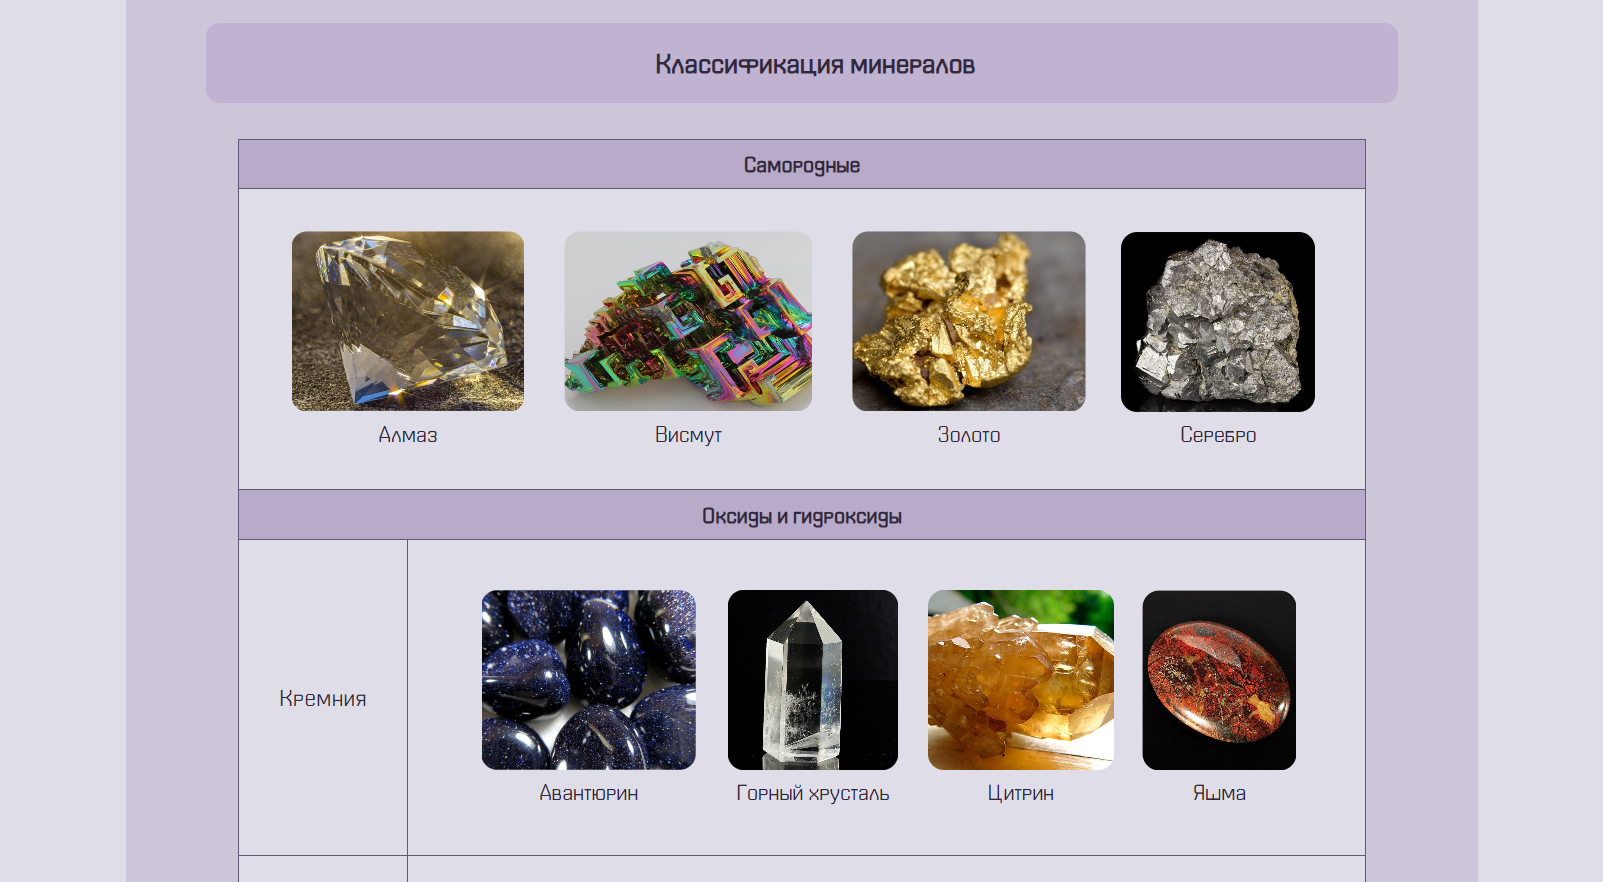 Классификация минералов
Самородные
Алмаз
Висмут
Золото
Серебро
Оксиды и гидроксиды
Кремния
Авантюрин
Горный хрусталь
Цитрин
Яшма